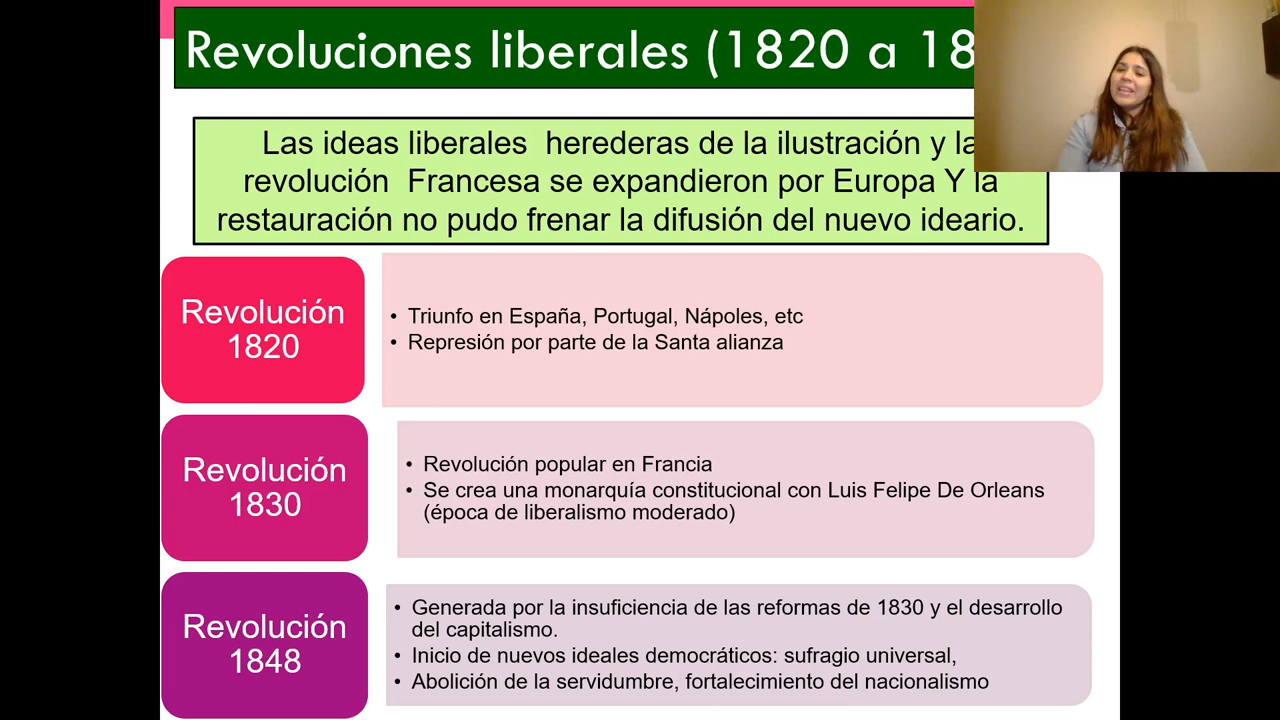 Revoluciones liberales (1820 a 18
Las ideas liberales herederas de la ilustración y la
revolución Francesa se expandieron por Europa Y la
restauración no pudo frenar la difusión del nuevo ideario.
Revolución
1820
• Triunfo en España, Portugal, Nápoles, etc
• Represión por parte de la Santa alianza
Revolución
1830
• Revolución popular en Francia
• Se crea una monarquía constitucional con Luis Felipe De Orleans
(época de liberalismo moderado)
Revolución
1848
• Generada por la insuficiencia de las reformas de 1830 y el desarrollo
del capitalismo.
• Inicio de nuevos ideales democráticos: sufragio universal,
• Abolición de la servidumbre, fortalecimiento del nacionalismo